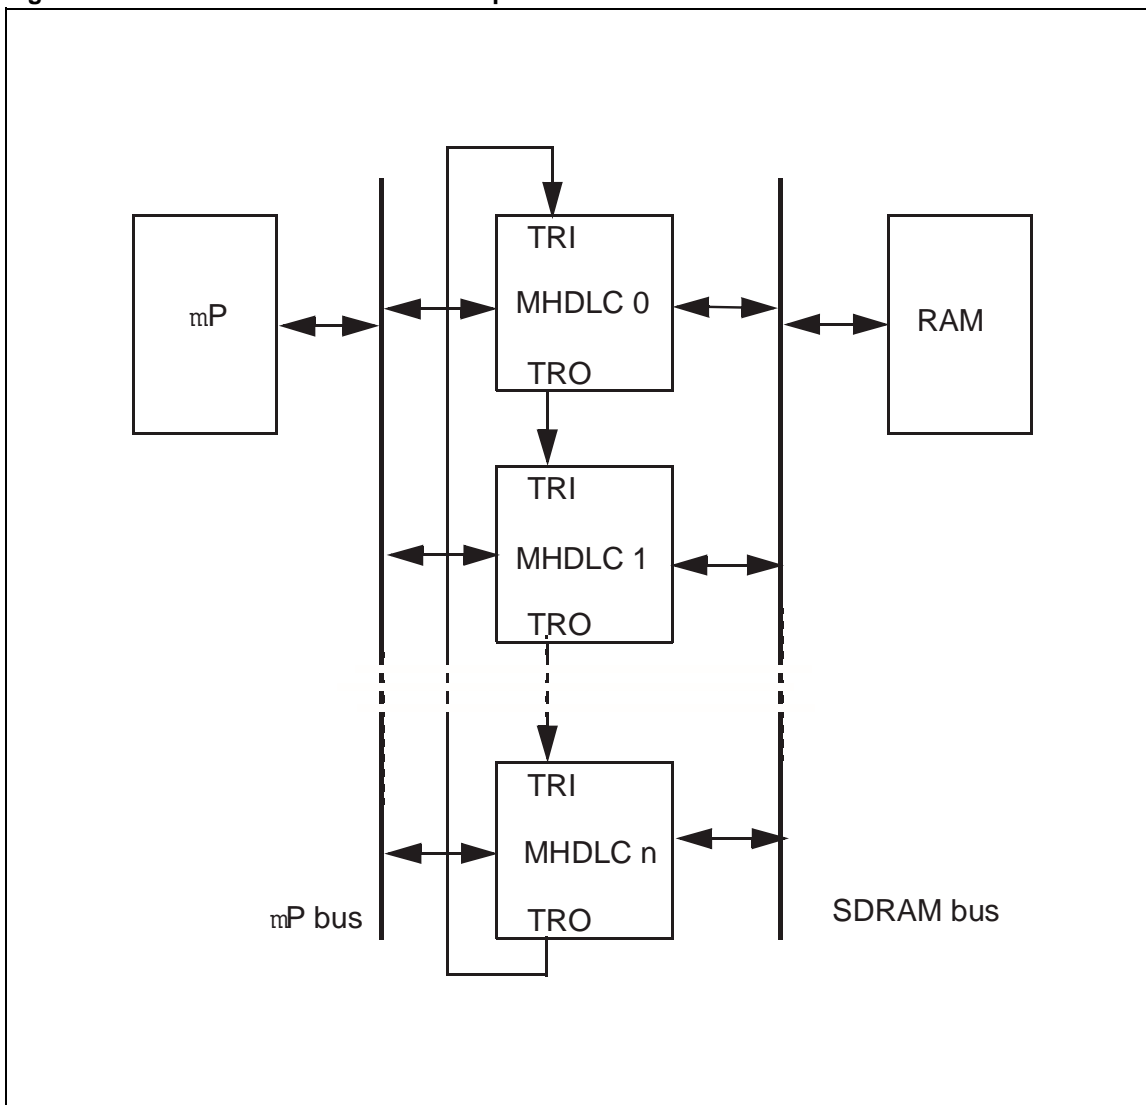 TRI
mP
MHDLC 0
RAM
TRO
TRI
MHDLC 1
TRO
TRI
MHDLC n
mP bus
TRO
SDRAM bus